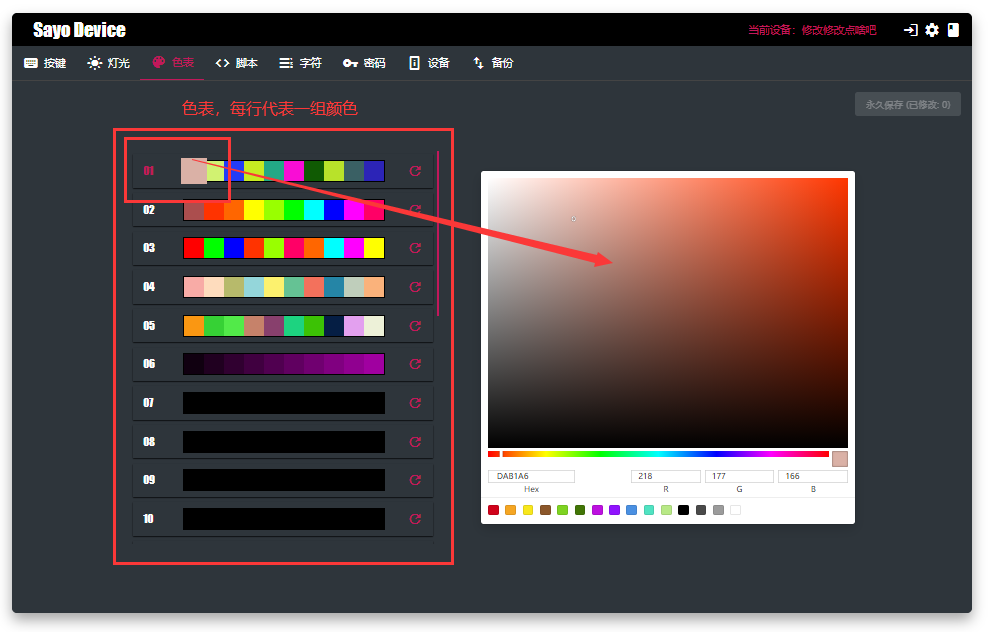 Sayo Device
当前设备：修改修改点啥吧
按键 灯光 色表 脚本 字符 密码 设备 备份
色表，每行代表一组颜色
永久保存 (已修改: 0)
01
02
03
04
05
06
07
08
09
10
DAB1A6 218 177 166
Hex R G B